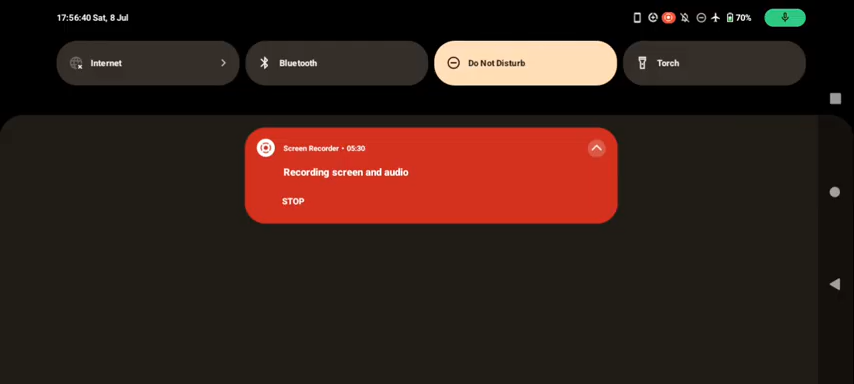 17:56:40 Sat, 8 Jul
70%
Internet
Bluetooth
Do Not Disturb
Torch
Screen Recorder • 05:30
Recording screen and audio
STOP